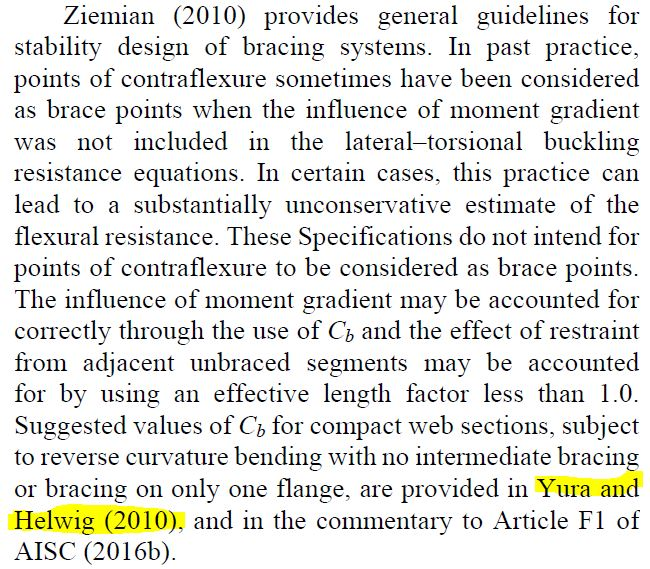 Ziemian (2010) provides general guidelines for
stability design of bracing systems. In past practice,
points of contraflexure sometimes have been considered
as brace points when the influence of moment gradient
was not included in the lateral–torsional buckling
resistance equations. In certain cases, this practice can
lead to a substantially unconservative estimate of the
flexural resistance. These Specifications do not intend for
points of contraflexure to be considered as brace points.
The influence of moment gradient may be accounted for
correctly through the use of Cb and the effect of restraint
from adjacent unbraced segments may be accounted
for by using an effective length factor less than 1.0.
Suggested values of Cb for compact web sections, subject
to reverse curvature bending with no intermediate bracing
or bracing on only one flange, are provided in Yura and
Helwig (2010), and in the commentary to Article F1 of
AISC (2016b).